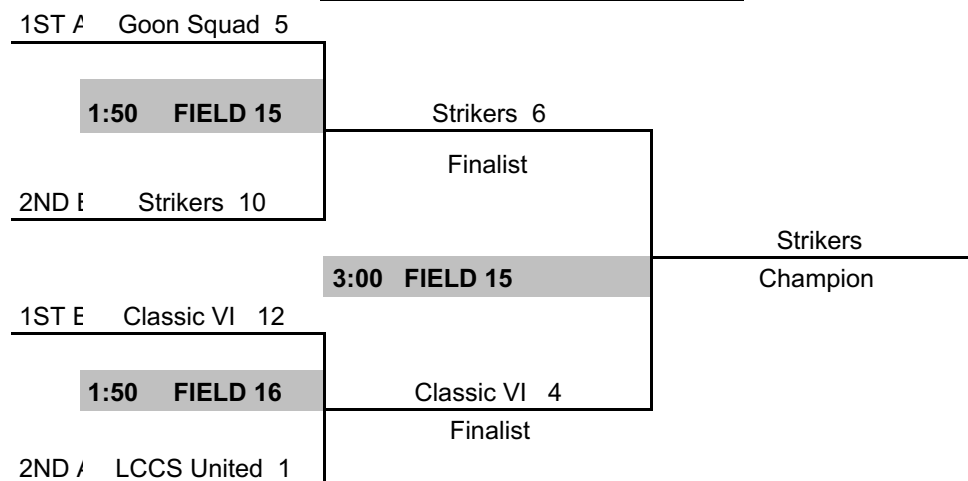 1ST A Goon Squad 5
1:50 FIELD 15
Strikers 6
Finalist
2ND Strikers 10
Strikers
3:00 FIELD 15
Champion
1ST Classic VI 12
1:50 FIELD 16
Classic VI 4
Finalist
2ND A LCCS United 1